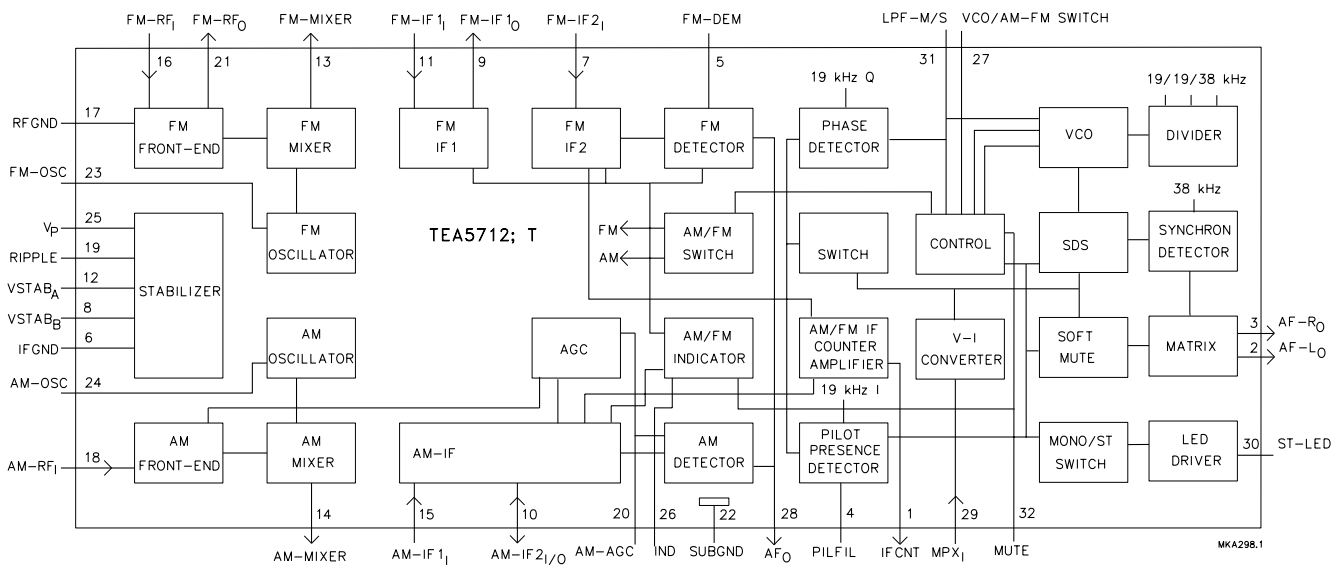 FM-RFI FM-RFO FM-MIXER FM-IF1I FM-IF1O FM-IF2I FM-DEM LPF-M/S VCO/AM-FM SWITCH
16 21 13 11 9 7 5 31 27
19 kHz Q
19/19/38 kHz
RFGND 17
FM FRONT-END
FM MIXER
FM IF1
FM IF2
FM DETECTOR
PHASE DETECTOR
VCO
DIVIDER
FM-OSC 23
38 kHz
VP 25
RIPPLE 19
VSTABA 12
VSTABB 8
IFGND 6
STABILIZER
FM OSCILLATOR
TEA5712; T
FM
AM
AM/FM SWITCH
SWITCH
CONTROL
SDS
SYNCHRON DETECTOR
AM OSCILLATOR
AGC
AM/FM INDICATOR
AM/FM IF COUNTER AMPLIFIER
V-I CONVERTER
SOFT MUTE
MATRIX
3 AF-RO
2 AF-LO
AM-OSC 24
19 kHz I
AM-RFI 18
AM FRONT-END
AM MIXER
AM-IF
AM DETECTOR
PILOT PRESENCE DETECTOR
MONO/ST SWITCH
LED DRIVER
30 ST-LED
14 15 10 20 26 22 28 4 1 29 32
AM-MIXER AM-IF1I AM-IF2I/O AM-AGC IND SUBGND AFO PILFIL IFCNT MPXI MUTE
MKA298.1